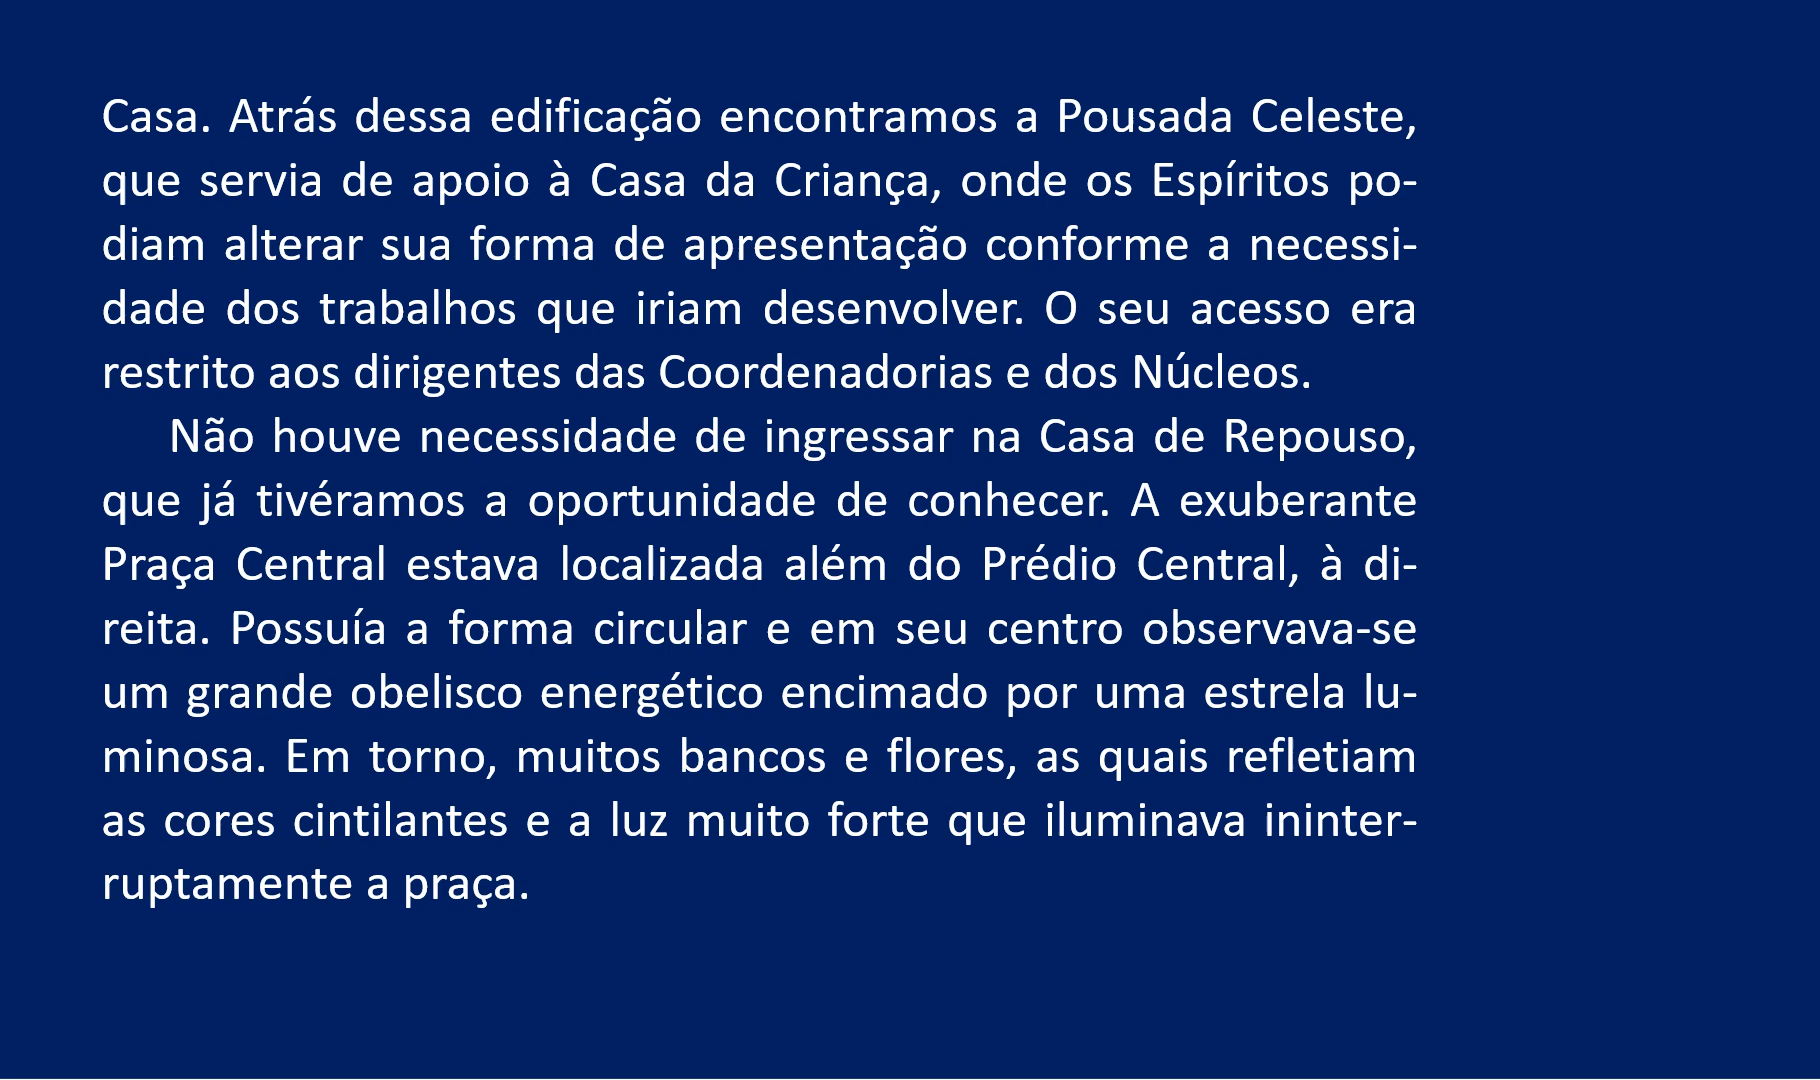 Casa. Atrás dessa edificação encontramos a Pousada Celeste,
que servia de apoio à Casa da Criança, onde os Espíritos po-
diam alterar sua forma de apresentação conforme a necessi-
dade dos trabalhos que iriam desenvolver. O seu acesso era
restrito aos dirigentes das Coordenadorias e dos Núcleos.
Não houve necessidade de ingressar na Casa de Repouso,
que já tivéramos a oportunidade de conhecer. A exuberante
Praça Central estava localizada além do Prédio Central, à di-
reita. Possuía a forma circular e em seu centro observava-se
um grande obelisco energético encimado por uma estrela lu-
minosa. Em torno, muitos bancos e flores, as quais refletiam
as cores cintilantes e a luz muito forte que iluminava ininter-
ruptamente a praça.